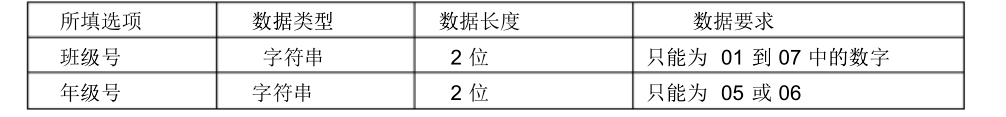 所填选项 数据类型 数据长度 数据要求
班级号 字符串 2 位 只能为 01 到 07 中的数字
年级号 字符串 2 位 只能为 05 或 06